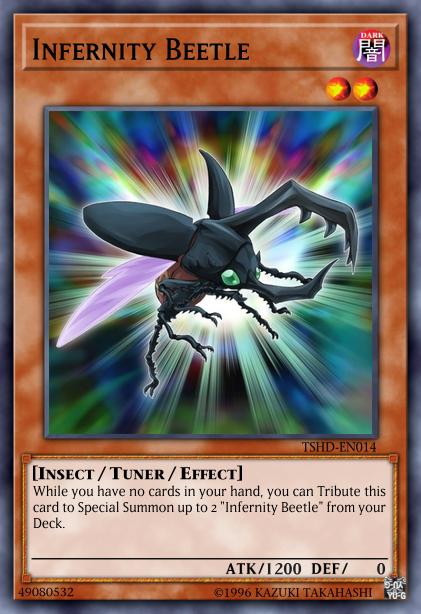 INFERNITY BEETLE
DARK
闇
TSHD-EN014
[INSECT / TUNER / EFFECT]
While you have no cards in your hand, you can Tribute this
card to Special Summon up to 2 "Infernity Beetle" from your
Deck.
ATK/1200 DEF/ 0
49080532
©1996 KAZUKI TAKAHASHI